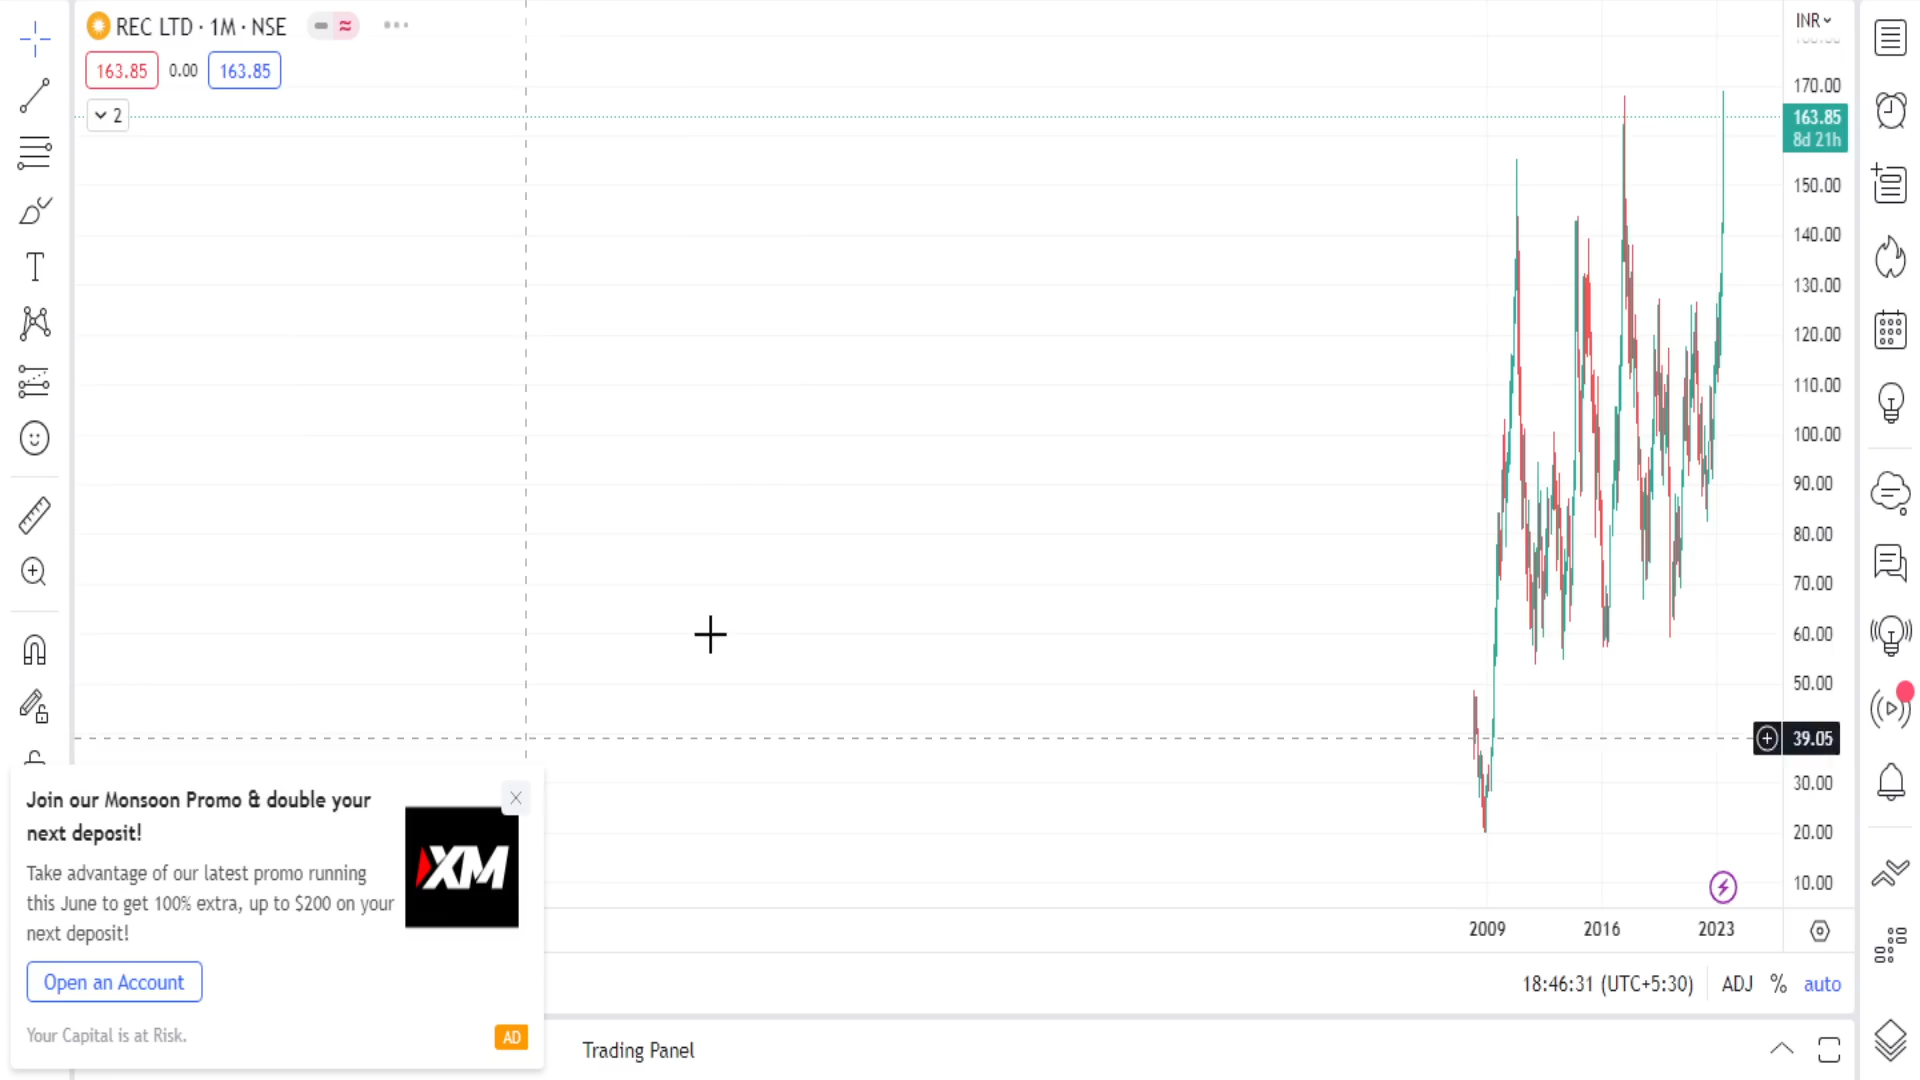 REC LTD · 1M · NSE
163.85 0.00 163.85
2
INR
170.00
163.85
8d 21h
150.00
140.00
130.00
120.00
110.00
100.00
90.00
80.00
70.00
60.00
50.00
39.05
30.00
20.00
10.00
2009 2016 2023
Join our Monsoon Promo & double your
next deposit!
XM
Take advantage of our latest promo running
this June to get 100% extra, up to $200 on your
next deposit!
Open an Account
Your Capital is at Risk.
AD
18:46:31 (UTC+5:30) ADJ % auto
Trading Panel